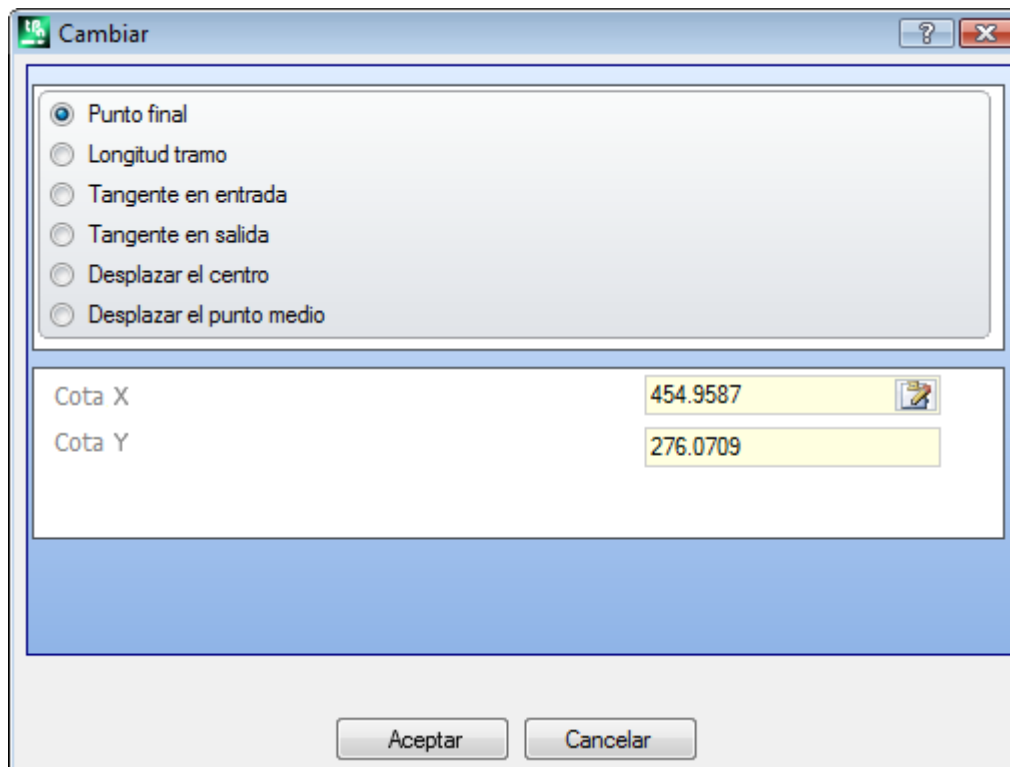 Cambiar
Punto final
Longitud tramo
Tangente en entrada
Tangente en salida
Desplazar el centro
Desplazar el punto medio
Cota X 454.9587
Cota Y 276.0709
Aceptar Cancelar